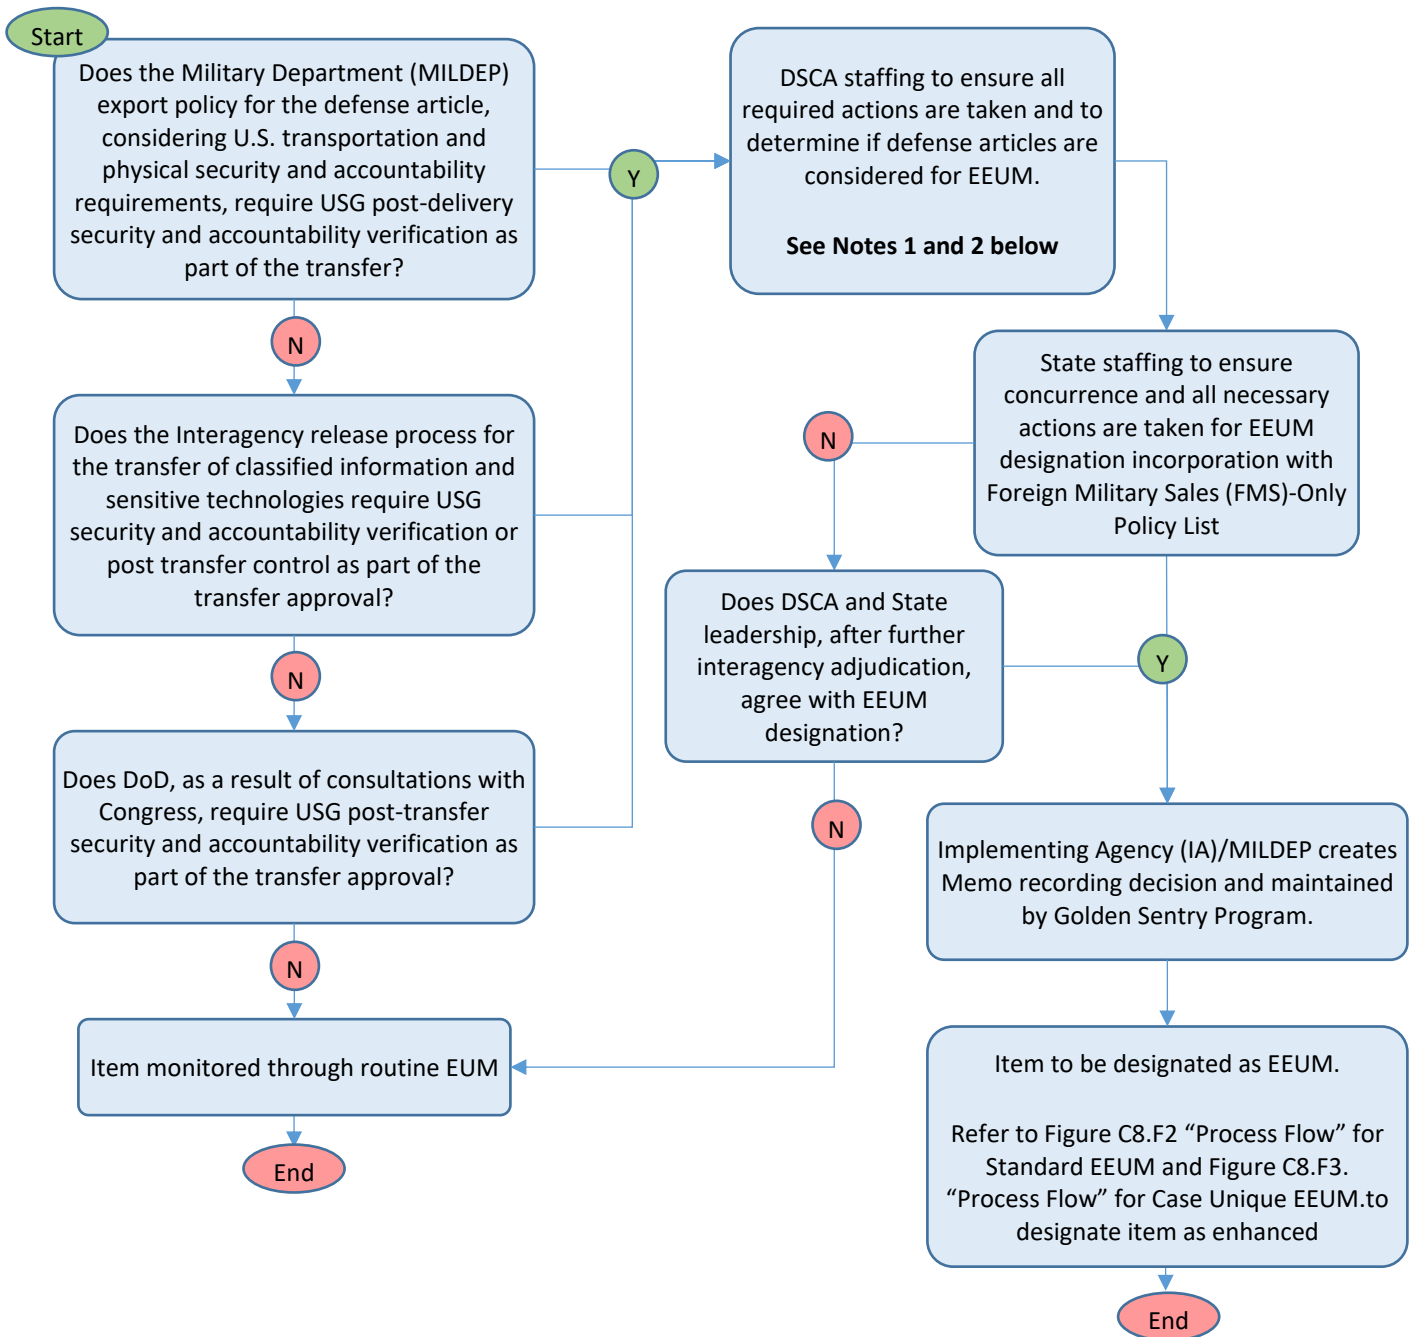 Start
Does the Military Department (MILDEP)
export policy for the defense article,
considering U.S. transportation and
physical security and accountability
requirements, require USG post-delivery
security and accountability verification as
part of the transfer?
N
Does the Interagency release process for
the transfer of classified information and
sensitive technologies require USG
security and accountability verification or
post transfer control as part of the
transfer approval?
N
Does DoD, as a result of consultations with
Congress, require USG post-transfer
security and accountability verification as
part of the transfer approval?
N
Item monitored through routine EUM
End
Y
DSCA staffing to ensure all
required actions are taken and to
determine if defense articles are
considered for EEUM.
See Notes 1 and 2 below
State staffing to ensure
concurrence and all necessary
actions are taken for EEUM
designation incorporation with
Foreign Military Sales (FMS)-Only
Policy List
N
Does DSCA and State
leadership, after further
interagency adjudication,
agree with EEUM
designation?
Y
N
Implementing Agency (IA)/MILDEP creates
Memo recording decision and maintained
by Golden Sentry Program.
Item to be designated as EEUM.
Refer to Figure C8.F2 “Process Flow” for
Standard EEUM and Figure C8.F3.
“Process Flow” for Case Unique EEUM.to
designate item as enhanced
End